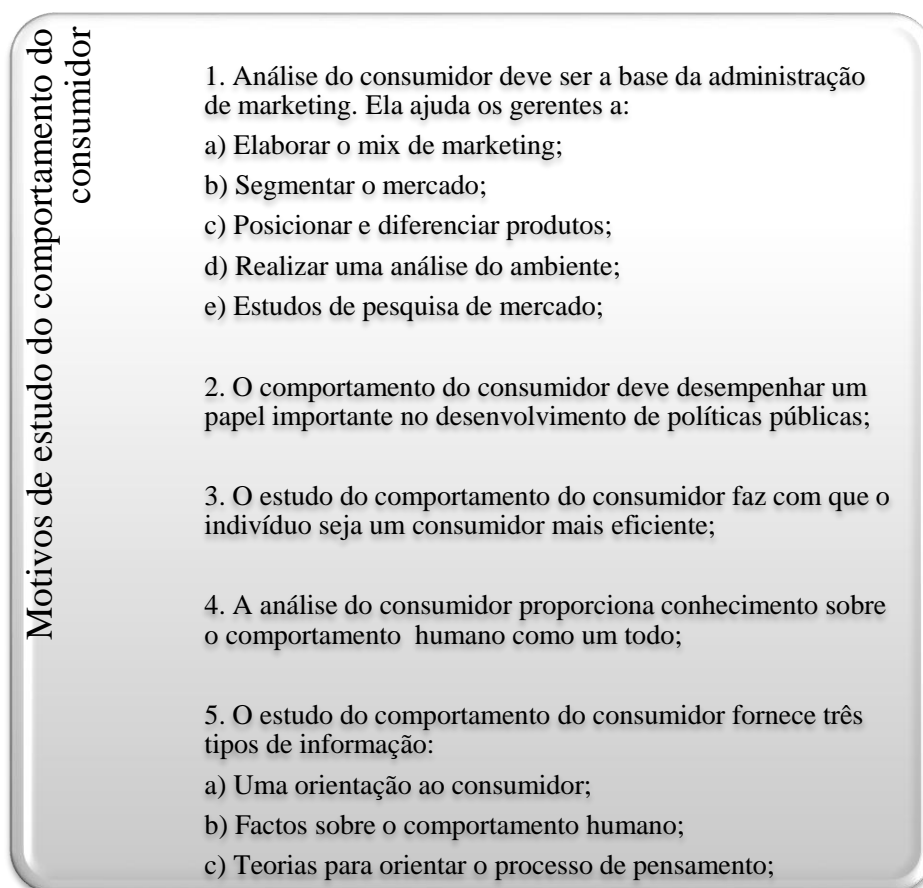 Motivos de estudo do comportamento do
consumidor
1. Análise do consumidor deve ser a base da administração
de marketing. Ela ajuda os gerentes a:
a) Elaborar o mix de marketing;
b) Segmentar o mercado;
c) Posicionar e diferenciar produtos;
d) Realizar uma análise do ambiente;
e) Estudos de pesquisa de mercado;
2. O comportamento do consumidor deve desempenhar um
papel importante no desenvolvimento de políticas públicas;
3. O estudo do comportamento do consumidor faz com que o
indivíduo seja um consumidor mais eficiente;
4. A análise do consumidor proporciona conhecimento sobre
o comportamento  humano como um todo;
5. O estudo do comportamento do consumidor fornece três
tipos de informação:
a) Uma orientação ao consumidor;
b) Factos sobre o comportamento humano;
c) Teorias para orientar o processo de pensamento;